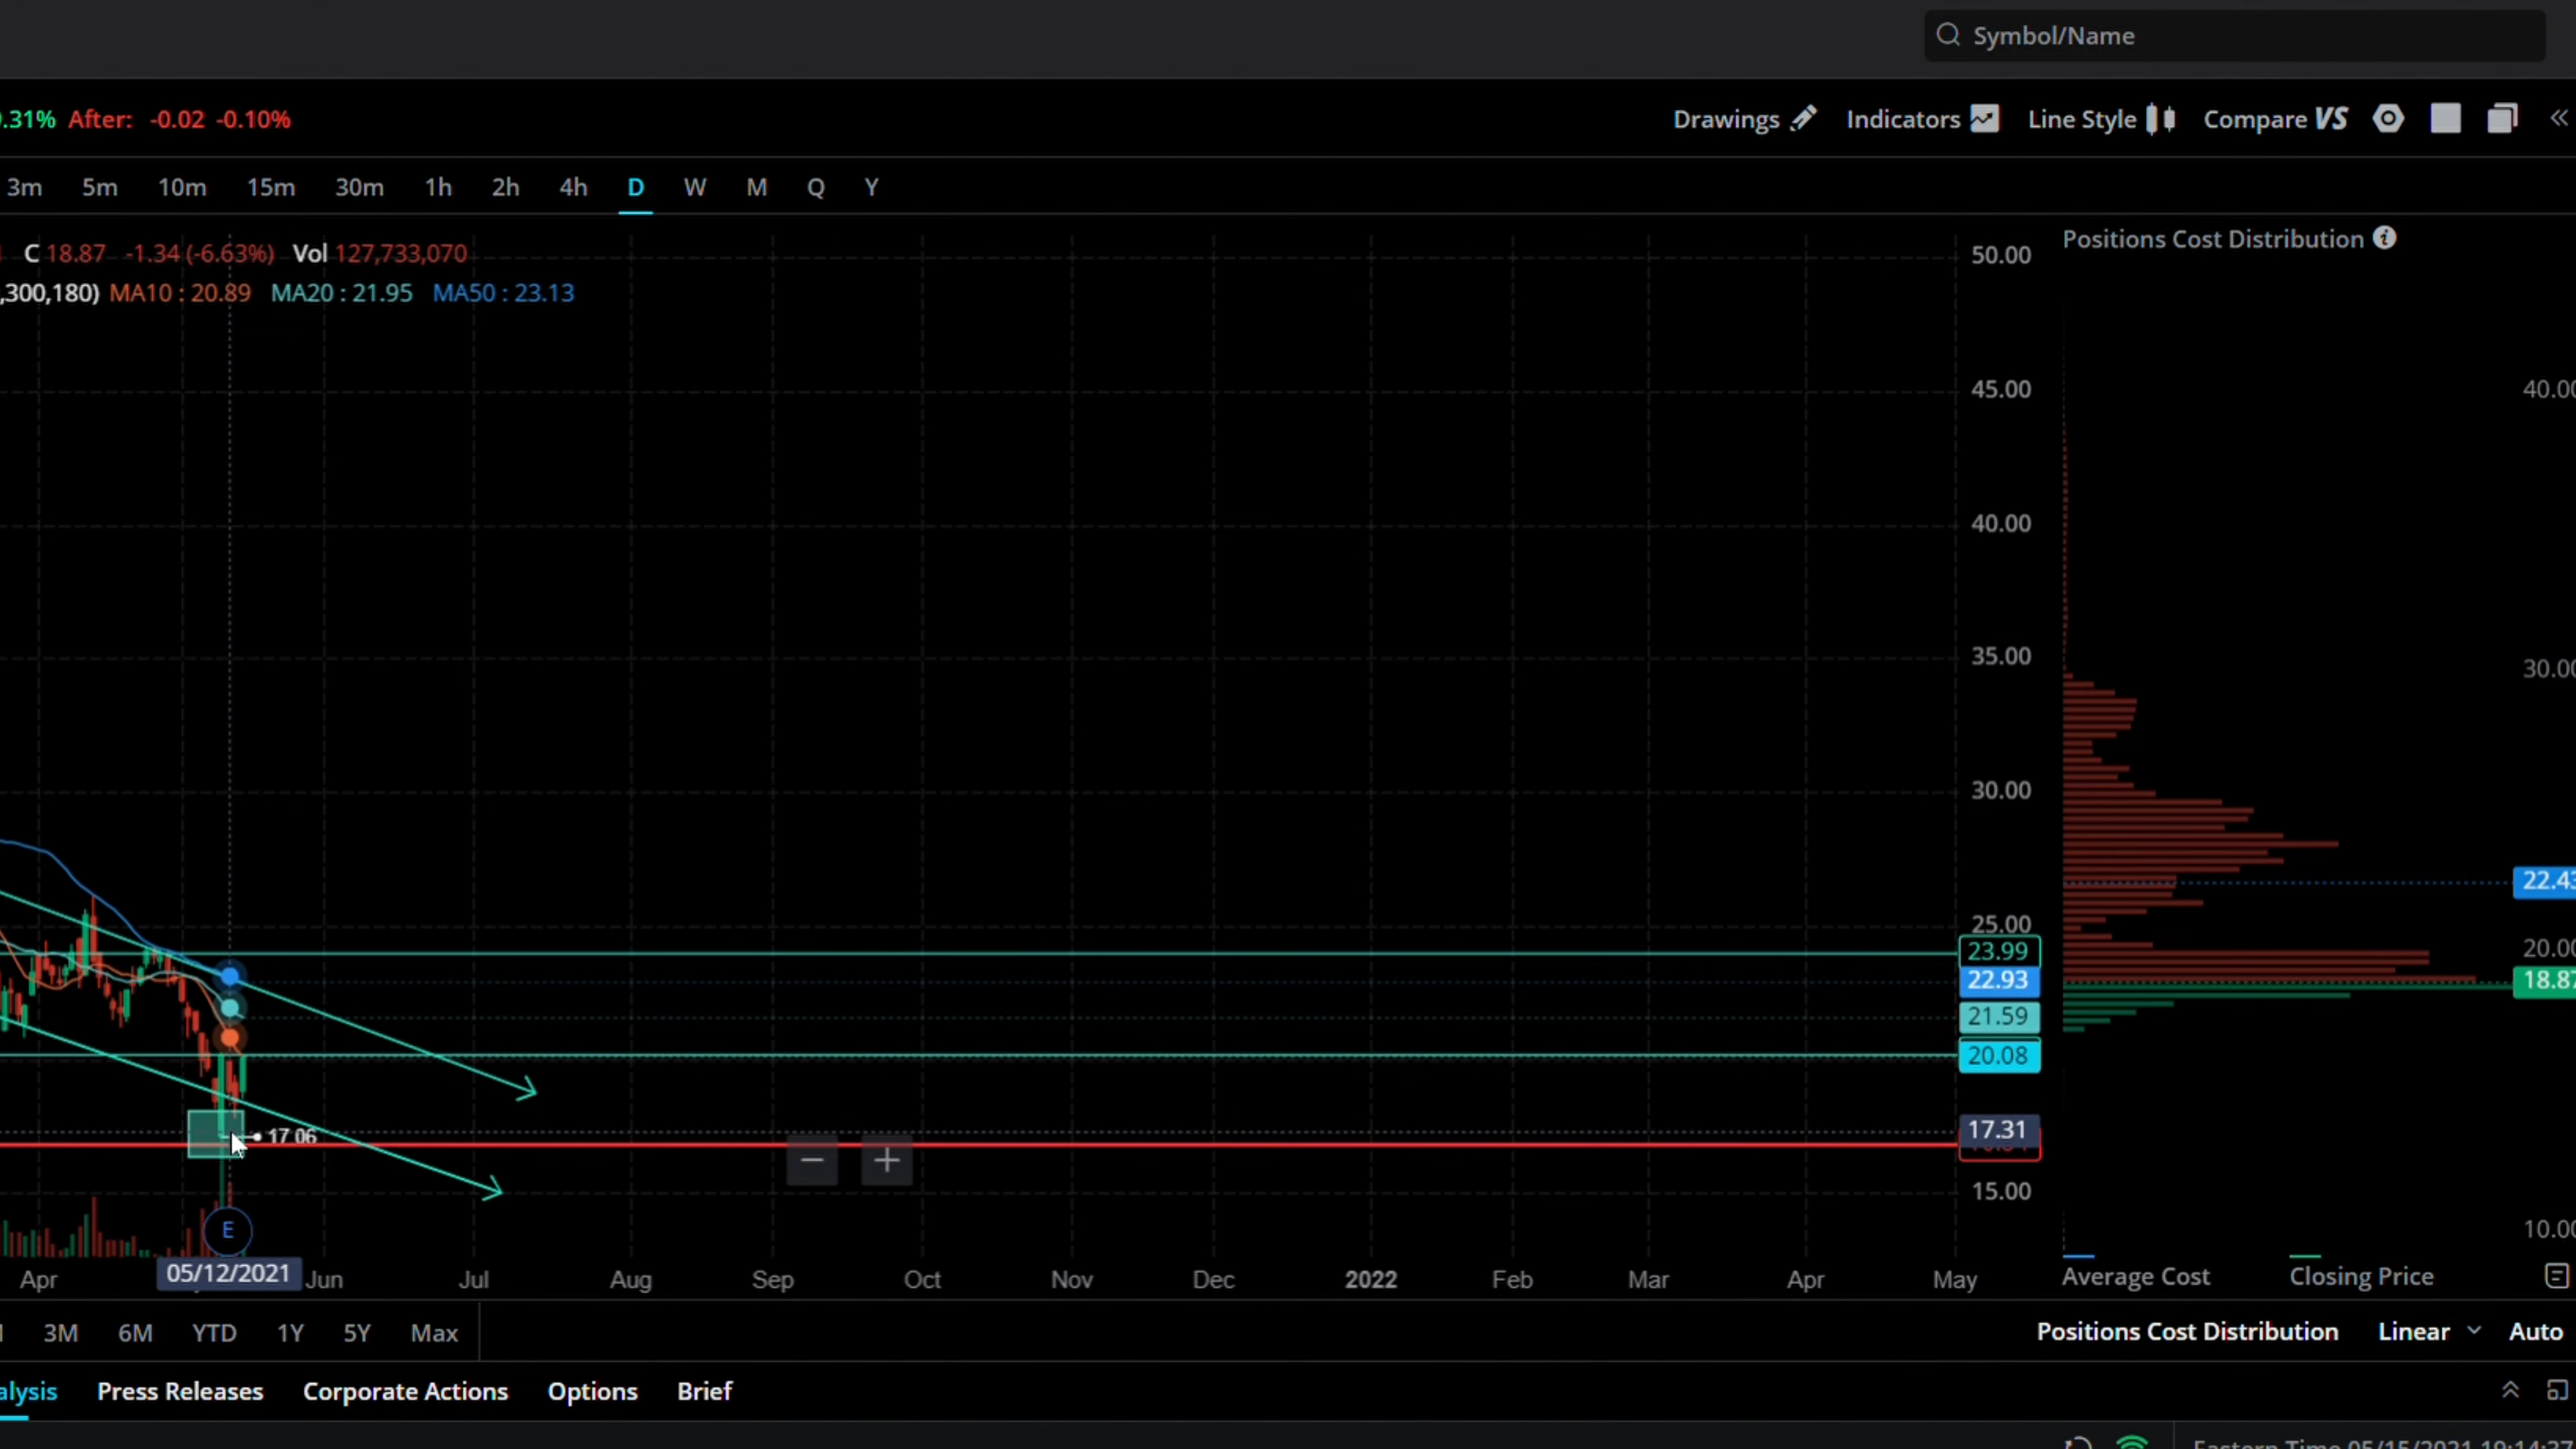 Symbol/Name
.31% After: -0.02 -0.10%
Drawings Indicators Line Style Compare VS
3m 5m 10m 15m 30m 1h 2h 4h D W M Q Y
C 18.87 -1.34 (-6.63%) Vol 127,733,070
,300,180) MA10 : 20.89 MA20 : 21.95 MA50 : 23.13
Positions Cost Distribution
50.00
45.00
40.00
35.00
30.00
25.00
23.99
22.93
21.59
20.08
17.31
15.00
17.06
E
40.00
30.00
22.43
20.00
18.87
10.00
Apr 05/12/2021 Jun Jul Aug Sep Oct Nov Dec 2022 Feb Mar Apr May
Average Cost Closing Price
3M 6M YTD 1Y 5Y Max
Positions Cost Distribution Linear Auto
alysis Press Releases Corporate Actions Options Brief
Eastern Time 05/15/2021 19:14:27